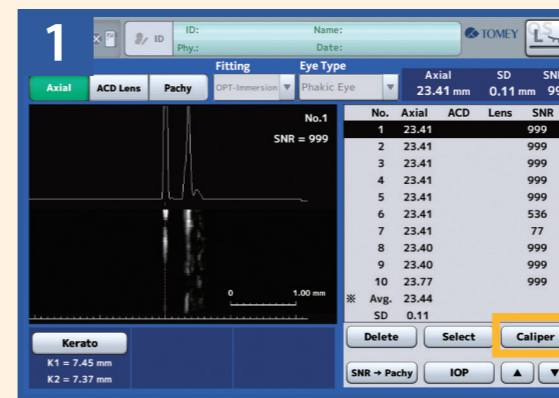 1
ID
ID:
Name:
TOMEY
Phy.:
Date:
Fitting
Eye Type
Axial
ACD Lens
Pachy
OPT-Immersion
Phakic Eye
Axial SD
23.41 mm 0.11 mm
No.1
SNR = 999
0 1.00 mm
No. Axial ACD Lens SNR
1 23.41 999
2 23.41 999
3 23.41 999
4 23.41 999
5 23.41 999
6 23.41 536
7 23.41 77
8 23.40 999
9 23.40 999
10 23.77 999
※ Avg. 23.44
SD 0.11
Delete
Select
Caliper
Kerato
K1 = 7.45 mm
K2 = 7.37 mm
SNR → Pachy
IOP
▲
▼